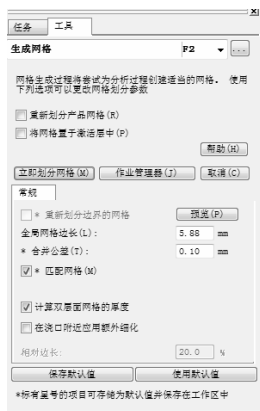 任务 工具
生成网格 F2 ...
网格生成过程将尝试为分析过程创建适当的网格。 使用
下列选项可以更改网格划分参数
重新划分产品网格(R)
将网格置于激活层中(P)
帮助(H)
立即划分网格(M) 作业管理器(J) 取消(C)
常规
* 重新划分边界的网格 预览(P)
全局网格边长(L): 5.88 mm
* 合并公差(T): 0.10 mm
* 匹配网格(M)
计算双层面网格的厚度
在浇口附近应用额外细化
相对边长: 20.0 %
保存默认值 使用默认值
*标有星号的项目可存储为默认值并保存在工作区中